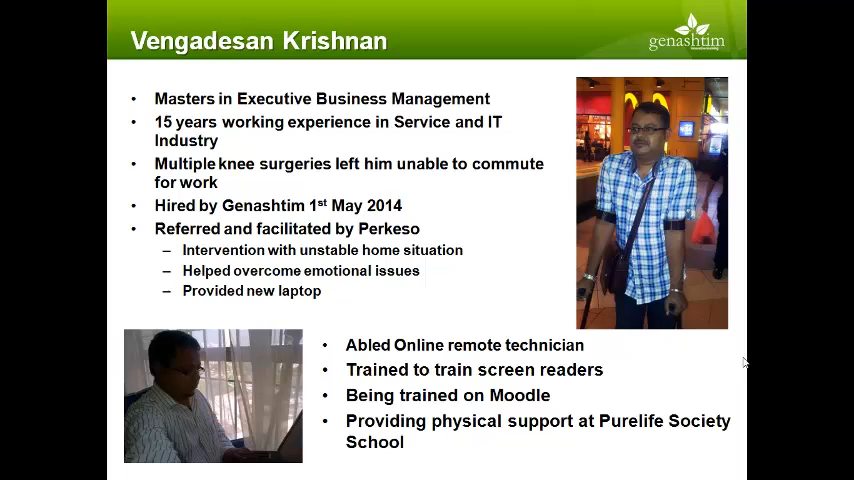 Vengadesan Krishnan
genashtim
• Masters in Executive Business Management
• 15 years working experience in Service and IT
Industry
• Multiple knee surgeries left him unable to commute
for work
• Hired by Genashtim 1st May 2014
• Referred and facilitated by Perkeso
– Intervention with unstable home situation
– Helped overcome emotional issues
– Provided new laptop
• Abled Online remote technician
• Trained to train screen readers
• Being trained on Moodle
• Providing physical support at Purelife Society
School